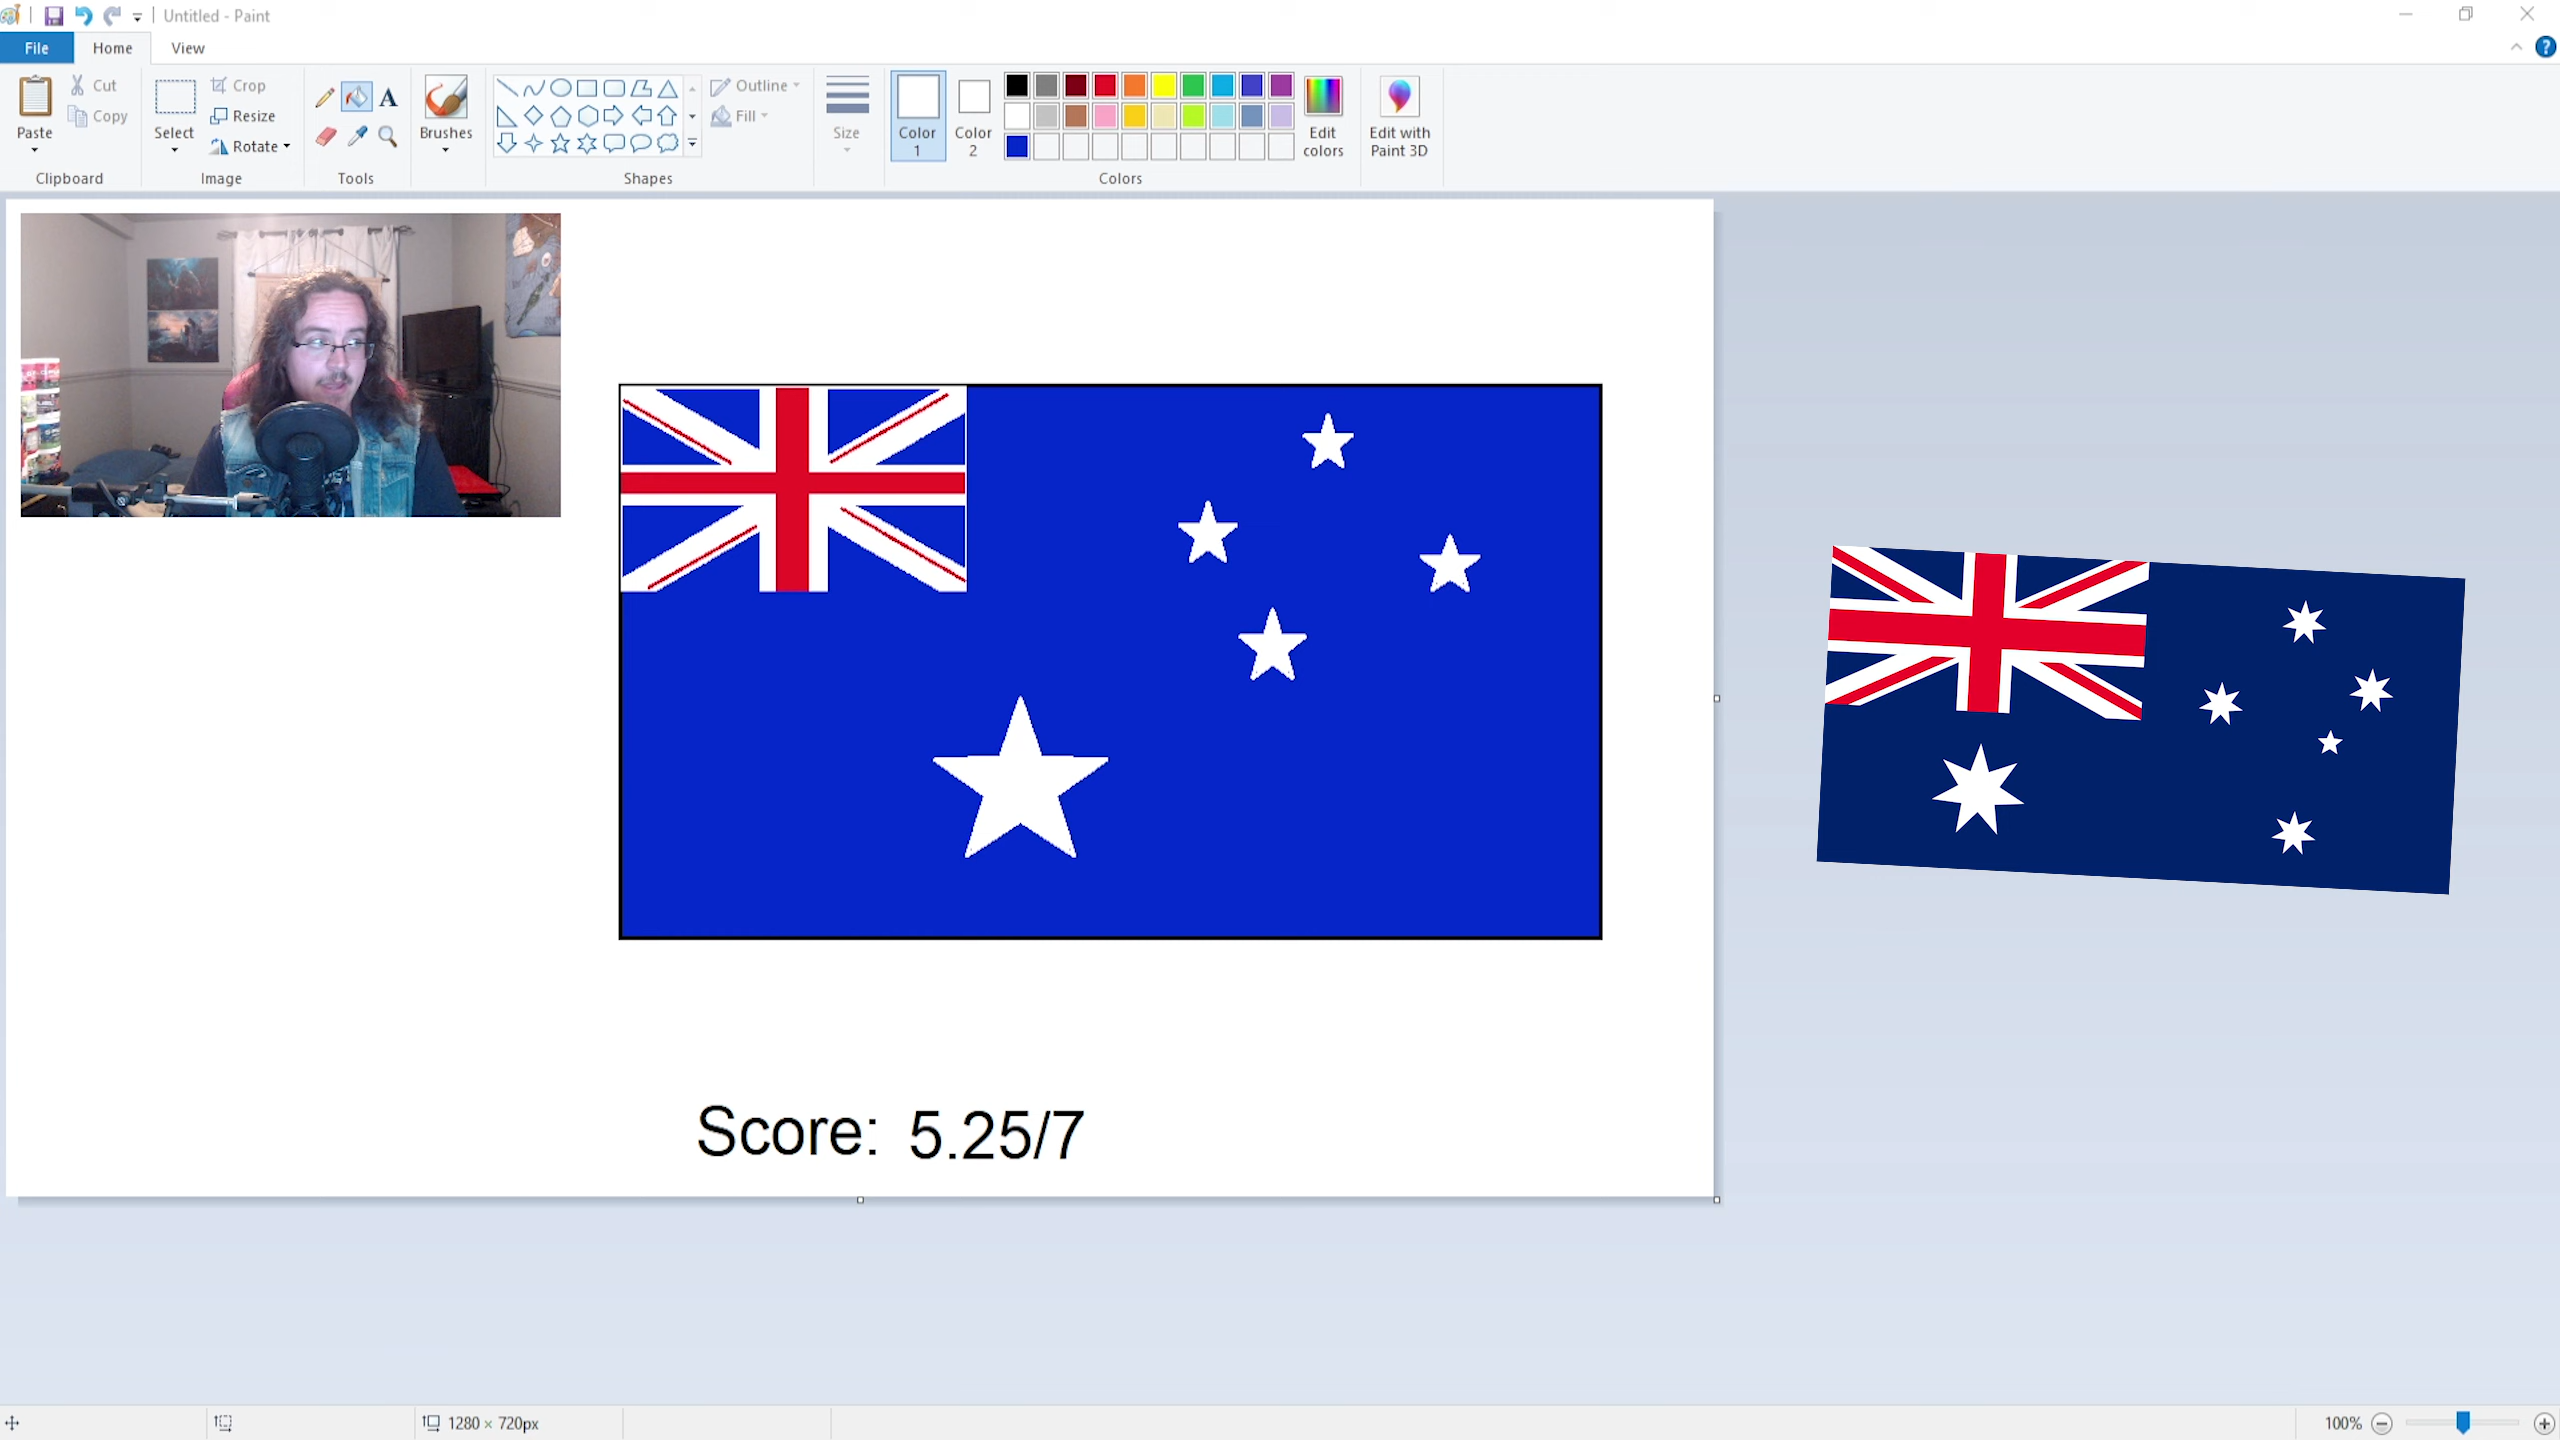 Untitled - Paint
File Home View
Paste Cut Copy Clipboard
Select Crop Resize Rotate Image
A
Tools
Brushes
Outline Fill Shapes
Size
Color 1 Color 2 Edit colors Colors
Edit with Paint 3D
?
Score: 5.25/7
1280 × 720px
100%